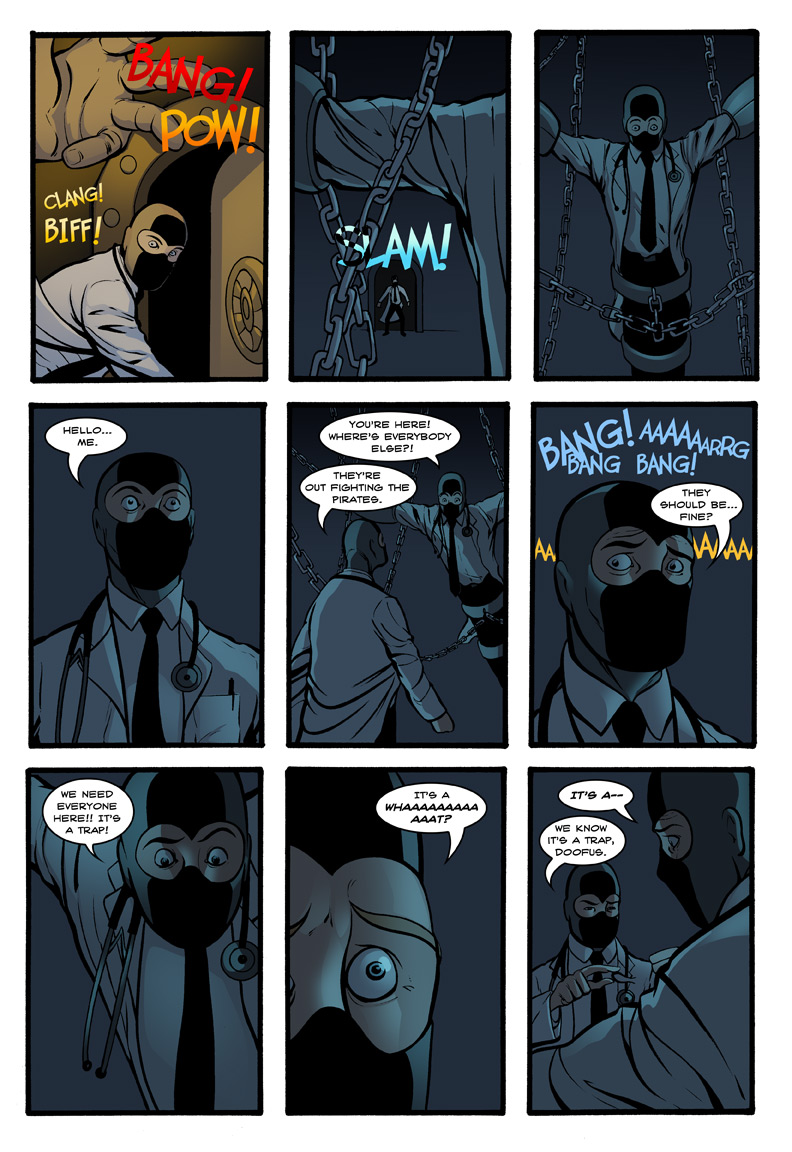 BANG!
POW!
CLANG!
BIFF!
SLAM!
HELLO...
ME.
YOU'RE HERE!
WHERE'S EVERYBODY
ELSE?!
THEY'RE
OUT FIGHTING THE
PIRATES.
BANG! AAAAAARRG
BANG BANG!
THEY
SHOULD BE...
FINE?
AA AAAA
WE NEED
EVERYONE
HERE!! IT'S
A TRAP!
IT'S A
WHAAAAAAAAA
AAAT?
IT'S A--
WE KNOW
IT'S A TRAP,
DOOFUS.